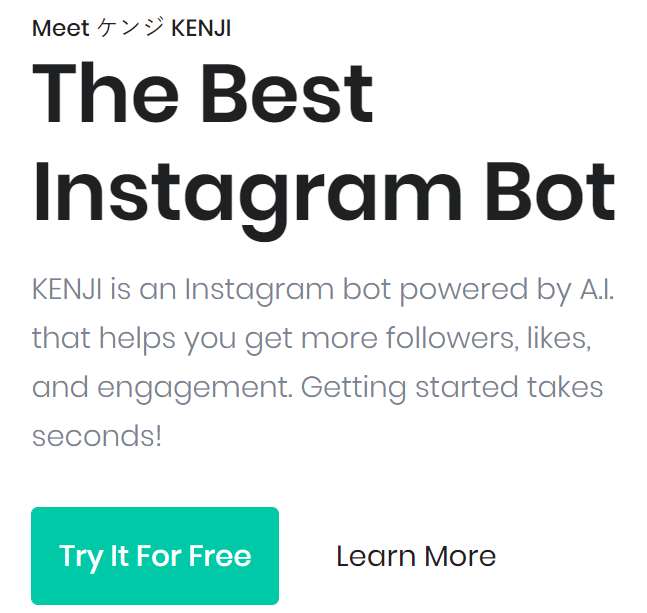 Meet ケンジ KENJI
The Best
Instagram Bot
KENJI is an Instagram bot powered by A.I.
that helps you get more followers, likes,
and engagement. Getting started takes
seconds!
Try It For Free
Learn More